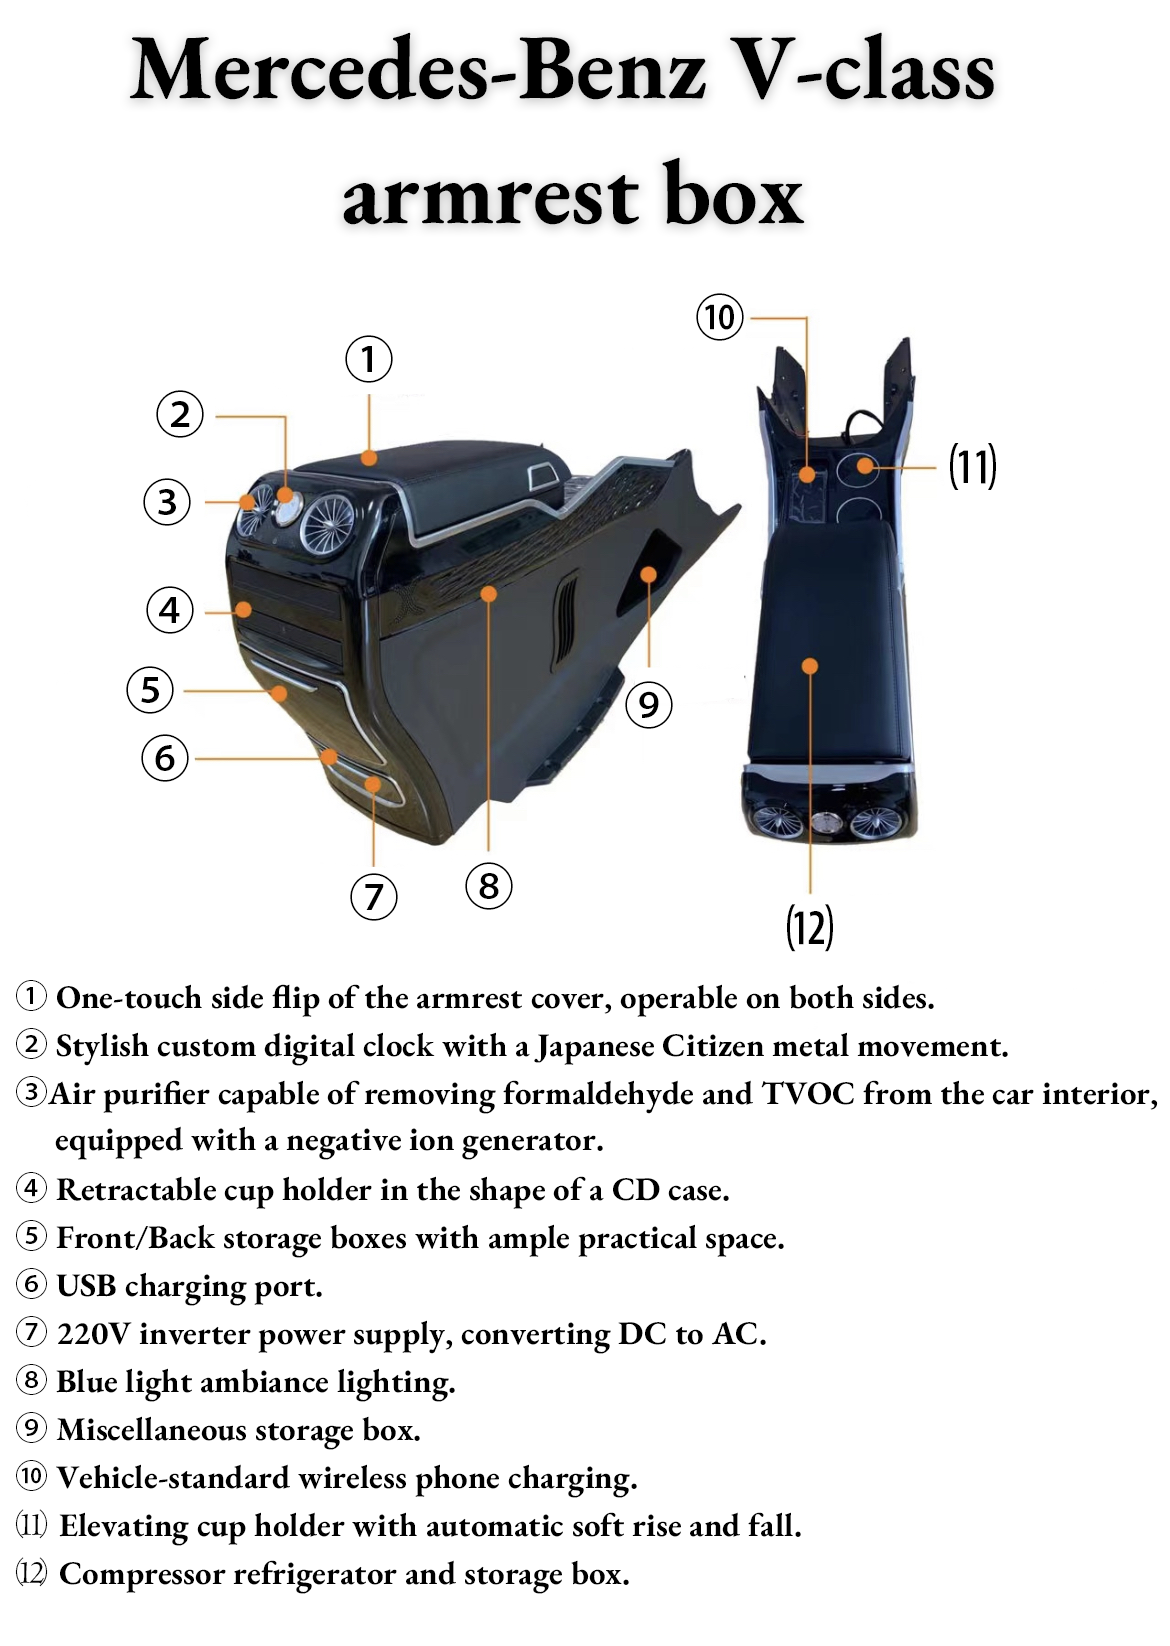 Mercedes-Benz V-class
armrest box
⑩
①
②
⑾
③
④
⑤
⑨
⑥
⑦
⑧
⑿
① One-touch side flip of the armrest cover, operable on both sides.
② Stylish custom digital clock with a Japanese Citizen metal movement.
③Air purifier capable of removing formaldehyde and TVOC from the car interior,
equipped with a negative ion generator.
④ Retractable cup holder in the shape of a CD case.
⑤ Front/Back storage boxes with ample practical space.
⑥ USB charging port.
⑦ 220V inverter power supply, converting DC to AC.
⑧ Blue light ambiance lighting.
⑨ Miscellaneous storage box.
⑩ Vehicle-standard wireless phone charging.
⑾ Elevating cup holder with automatic soft rise and fall.
⑿ Compressor refrigerator and storage box.